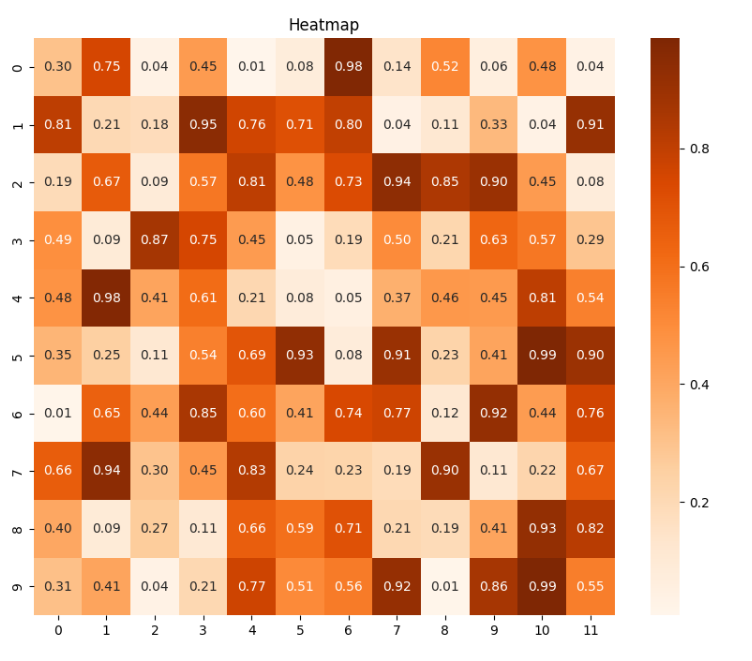 Heatmap
0 0.30 0.75 0.04 0.45 0.01 0.08 0.98 0.14 0.52 0.06 0.48 0.04
1 0.81 0.21 0.18 0.95 0.76 0.71 0.80 0.04 0.11 0.33 0.04 0.91
0.8
2 0.19 0.67 0.09 0.57 0.81 0.48 0.73 0.94 0.85 0.90 0.45 0.08
3 0.49 0.09 0.87 0.75 0.45 0.05 0.19 0.50 0.21 0.63 0.57 0.29
0.6
4 0.48 0.98 0.41 0.61 0.21 0.08 0.05 0.37 0.46 0.45 0.81 0.54
5 0.35 0.25 0.11 0.54 0.69 0.93 0.08 0.91 0.23 0.41 0.99 0.90
0.4
6 0.01 0.65 0.44 0.85 0.60 0.41 0.74 0.77 0.12 0.92 0.44 0.76
7 0.66 0.94 0.30 0.45 0.83 0.24 0.23 0.19 0.90 0.11 0.22 0.67
0.2
8 0.40 0.09 0.27 0.11 0.66 0.59 0.71 0.21 0.19 0.41 0.93 0.82
9 0.31 0.41 0.04 0.21 0.77 0.51 0.56 0.92 0.01 0.86 0.99 0.55
0 1 2 3 4 5 6 7 8 9 10 11